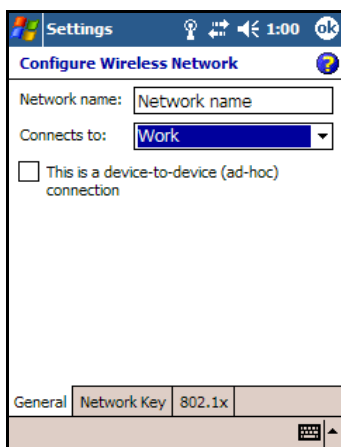 Settings 1:00 ok
Configure Wireless Network ?
Network name: Network name
Connects to: Work
This is a device-to-device (ad-hoc)
connection
General Network Key 802.1x